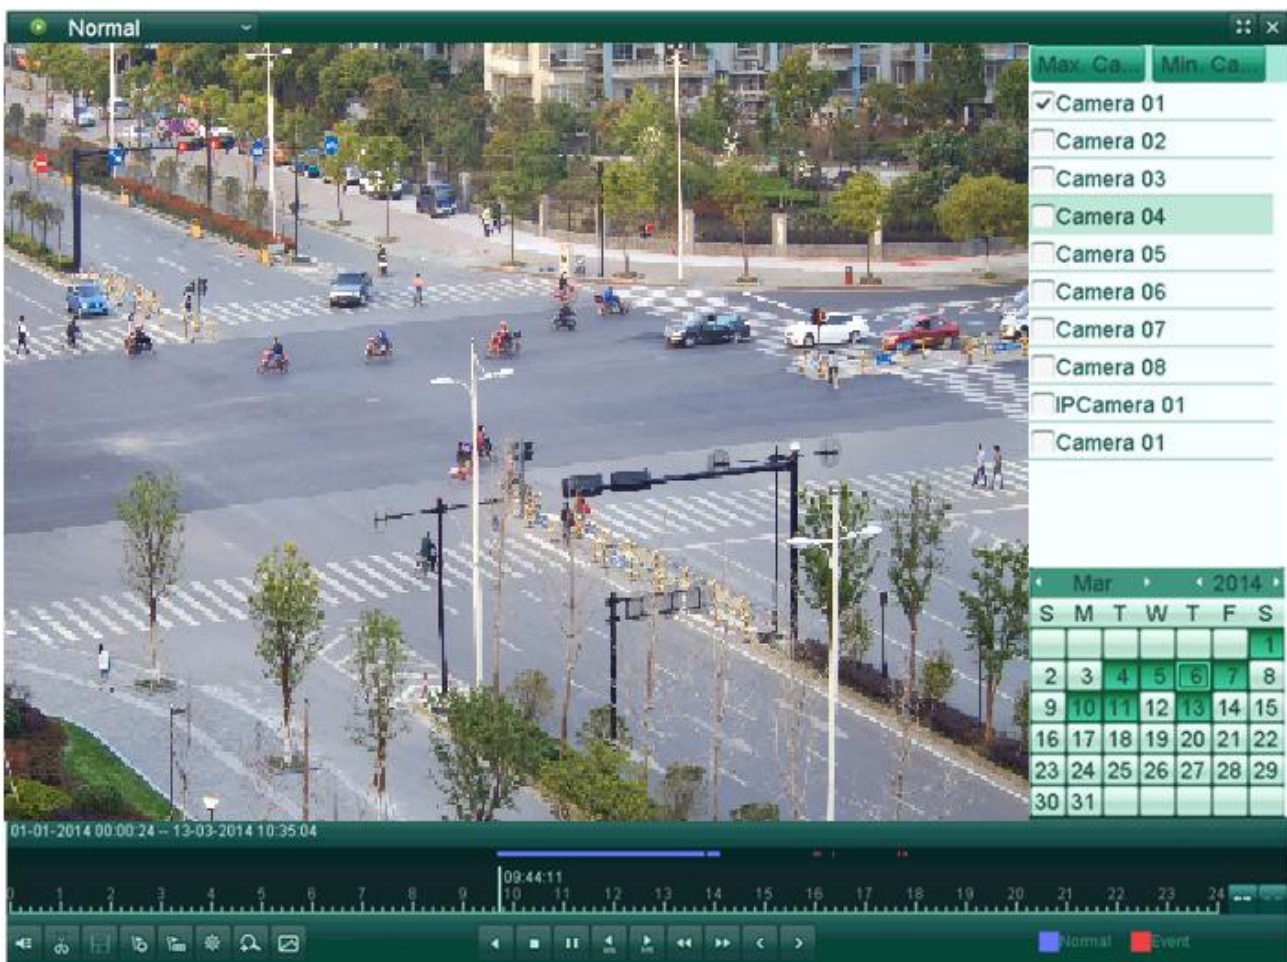 Normal
Max. Ca... Min. Ca...
Camera 01
Camera 02
Camera 03
Camera 04
Camera 05
Camera 06
Camera 07
Camera 08
IPCamera 01
Camera 01
Mar 2014
S M T W T F S
1
2 3 4 5 6 7 8
9 10 11 12 13 14 15
16 17 18 19 20 21 22
23 24 25 26 27 28 29
30 31
01-01-2014 00:00:24 -- 13-03-2014 10:35:04
09:44:11
0 1 2 3 4 5 6 7 8 9 10 11 12 13 14 15 16 17 18 19 20 21 22 23 24
Normal Event